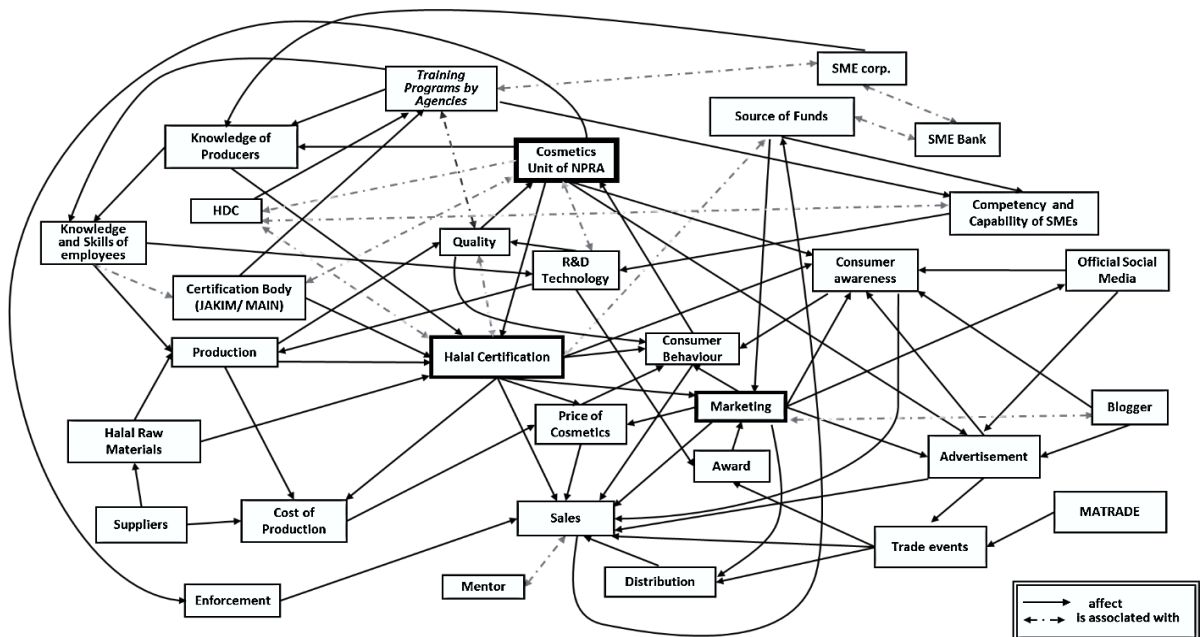 Training
Programs by
Agencies
SME corp.
Source of Funds
SME Bank
Knowledge of
Producers
Cosmetics
Unit of NPRA
HDC
Competency and
Capability of SMEs
Knowledge
and Skills of
employees
Quality
R&D
Technology
Consumer
awareness
Official Social
Media
Certification Body
(JAKIM/ MAIN)
Production
Halal Certification
Consumer
Behaviour
Marketing
Blogger
Price of
Cosmetics
Halal Raw
Materials
Award
Advertisement
Suppliers
Cost of
Production
Sales
MATRADE
Trade events
Mentor
Distribution
Enforcement
affect
is associated with